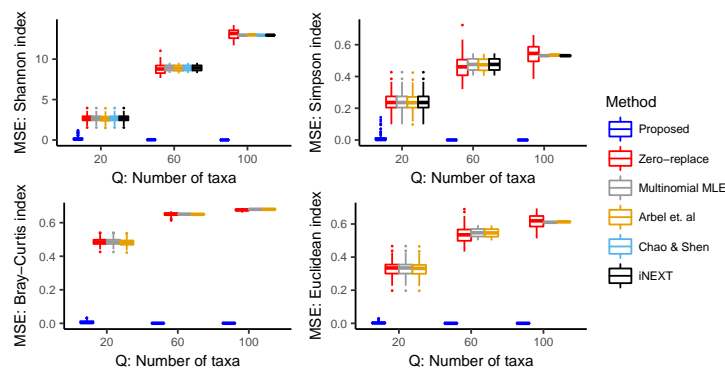 MSE: Shannon index
10
5
0
20
60
100
Q: Number of taxa
MSE: Simpson index
0.6
0.4
0.2
0.0
20
60
100
Q: Number of taxa
MSE: Bray−Curtis index
0.6
0.4
0.2
0.0
20
60
100
Q: Number of taxa
MSE: Euclidean index
0.6
0.4
0.2
0.0
20
60
100
Q: Number of taxa
Method
Proposed
Zero−replace
Multinomial MLE
Arbel et. al
Chao & Shen
iNEXT